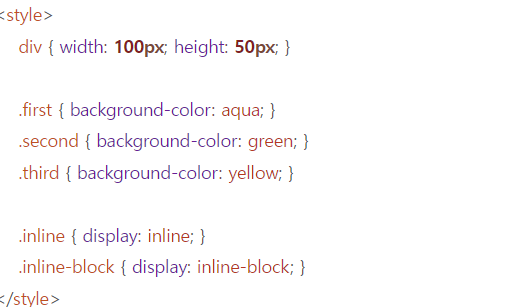 <style>
div { width: 100px; height: 50px; }
.first { background-color: aqua; }
.second { background-color: green; }
.third { background-color: yellow; }
.inline { display: inline; }
.inline-block { display: inline-block; }
</style>